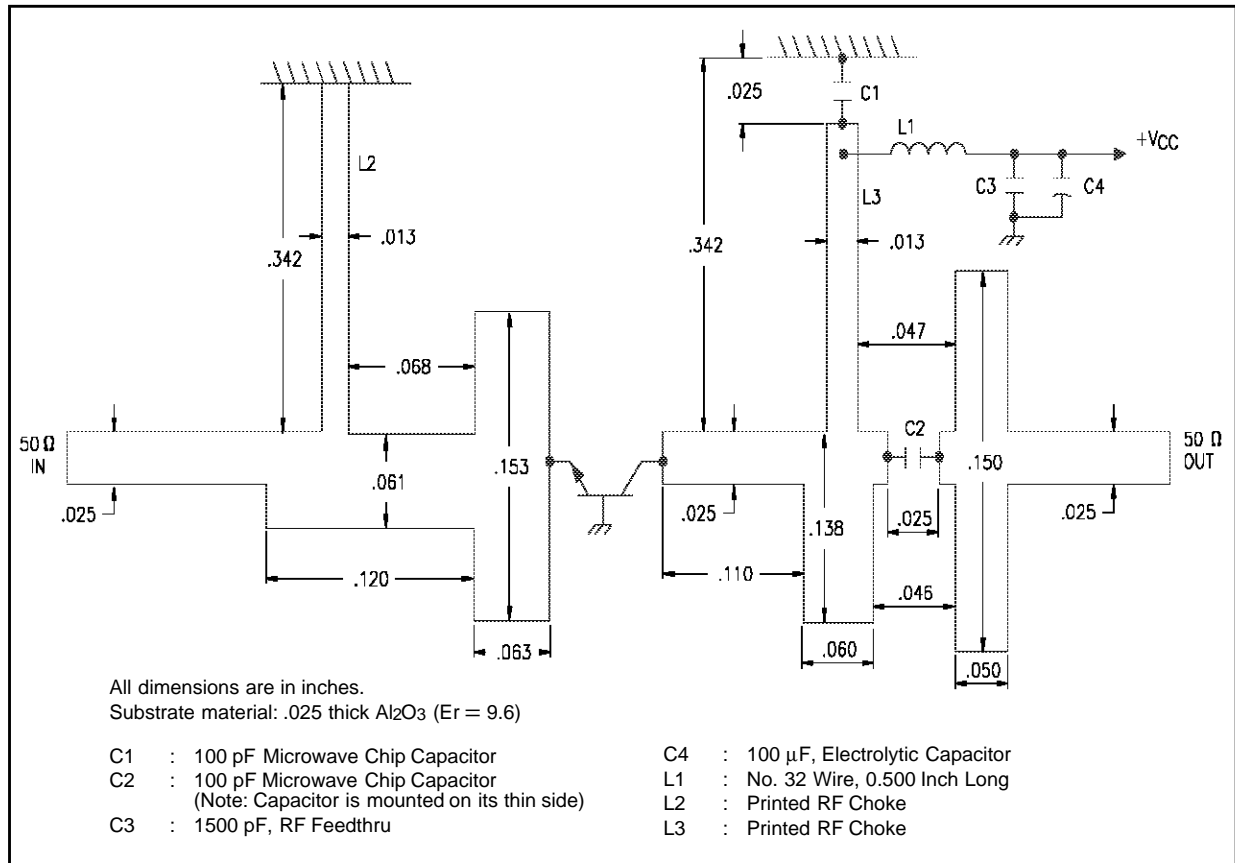 .025
C1
L1
+VCC
L2
C3
C4
L3
.342
.013
.342
.013
.047
.068
50 Ω
IN
C2
50 Ω
OUT
.153
.150
.061
.025
.025
.138
.025
.025
.120
.110
.046
.063
.060
.050
All dimensions are in inches.
Substrate material: .025 thick Al2O3 (Er = 9.6)
C1 : 100 pF Microwave Chip Capacitor
C2 : 100 pF Microwave Chip Capacitor
(Note: Capacitor is mounted on its thin side)
C3 : 1500 pF, RF Feedthru
C4 : 100 μF, Electrolytic Capacitor
L1 : No. 32 Wire, 0.500 Inch Long
L2 : Printed RF Choke
L3 : Printed RF Choke